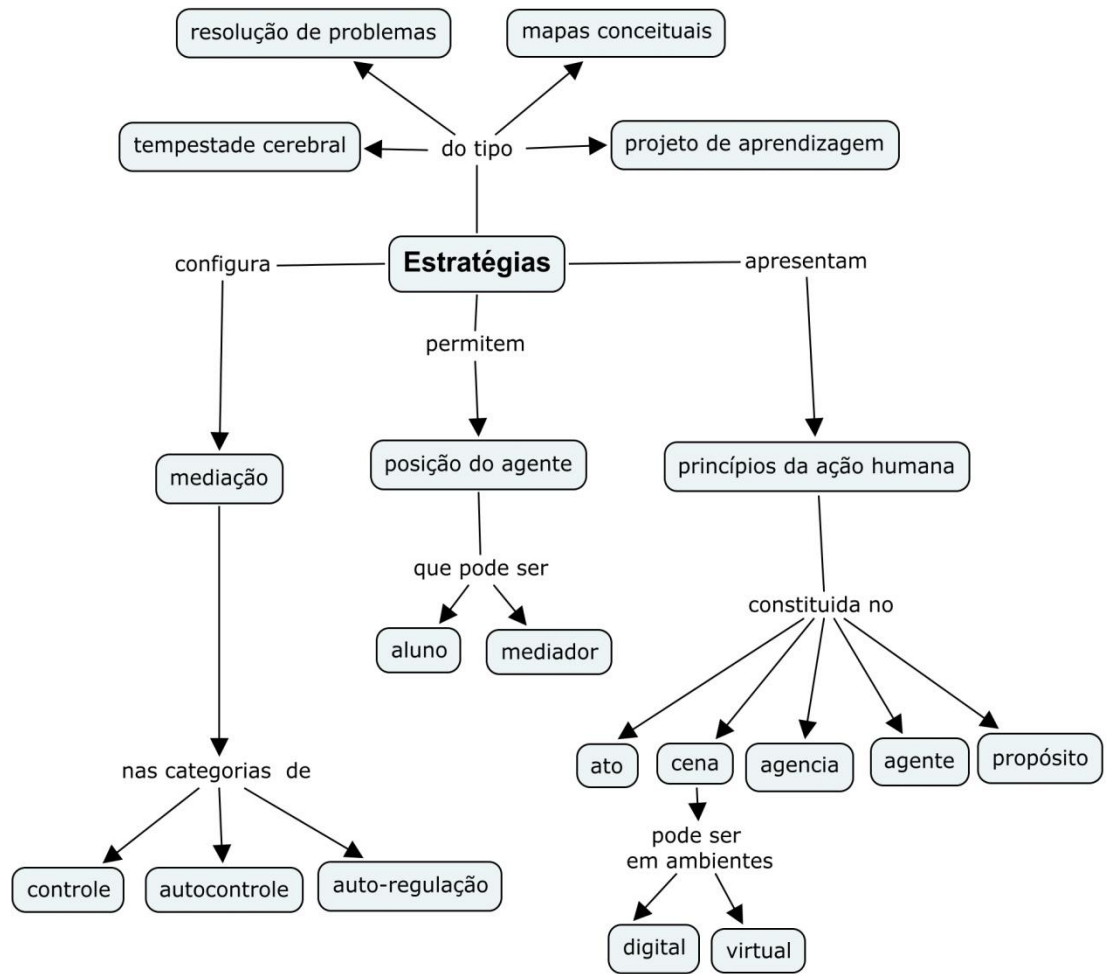 resolução de problemas
mapas conceituais
tempestade cerebral
do tipo
projeto de aprendizagem
configura
Estratégias
apresentam
permitem
mediação
posição do agente
princípios da ação humana
que pode ser
constituida no
aluno
mediador
nas categorias de
ato
cena
agencia
agente
propósito
pode ser
em ambientes
controle
autocontrole
auto-regulação
digital
virtual